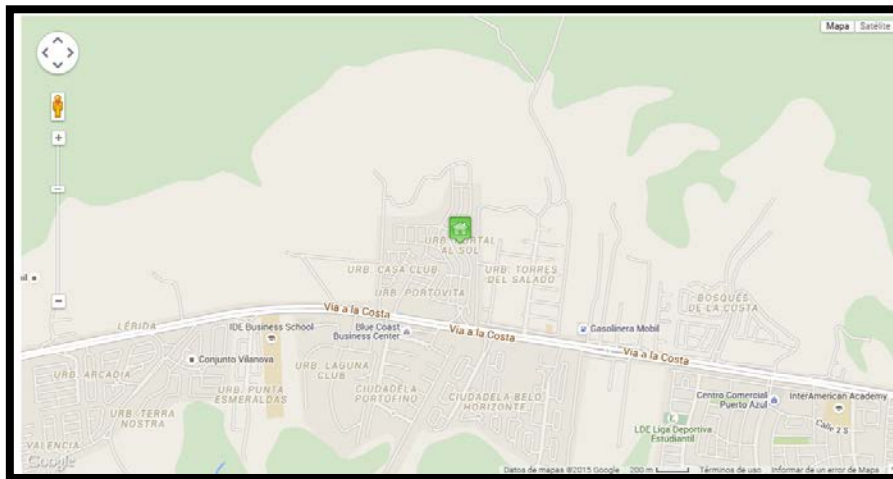 Mapa
Satélite
URB. PORTAL
AL SOL
URB. CASA CLUB
URB. TORRES
DEL SALADO
URB. PORTOVITA
BOSQUES
DE LA COSTA
Vía a la Costa
LÉRIDA
IDE Business School
Blue Coast
Business Center
Vía a la Costa
Gasolinera Mobil
Vía a la Costa
Conjunto Vilanova
URB. ARCADIA
URB. PUNTA
ESMERALDAS
URB. LAGUNA
CLUB
CIUDADELA
PORTOFINO
CIUDADELA BELO
HORIZONTE
Centro Comercial
Puerto Azul
InterAmerican Academy
Calle 2 S
URB. TERRA
NOSTRA
LDE Liga Deportiva
Estudiantil
VALENCIA
Google
Datos de mapas ©2015 Google
200 m
Términos de uso
Informar de un error de Maps